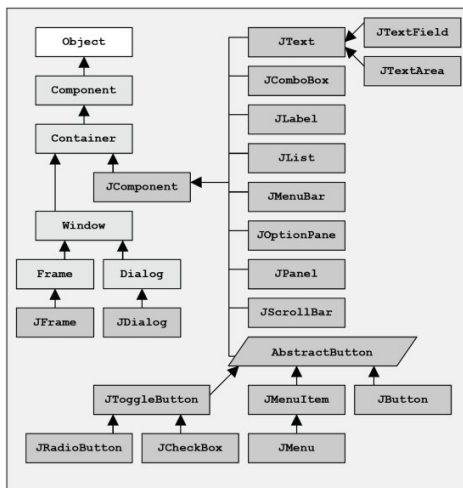 Object
Component
Container
JComponent
Window
Frame
Dialog
JFrame
JDialog
JText
JTextField
JTextArea
JComboBox
JLabel
JList
JMenuBar
JOptionPane
JPanel
JScrollBar
AbstractButton
JToggleButton
JMenuItem
JButton
JRadioButton
JCheckBox
JMenu